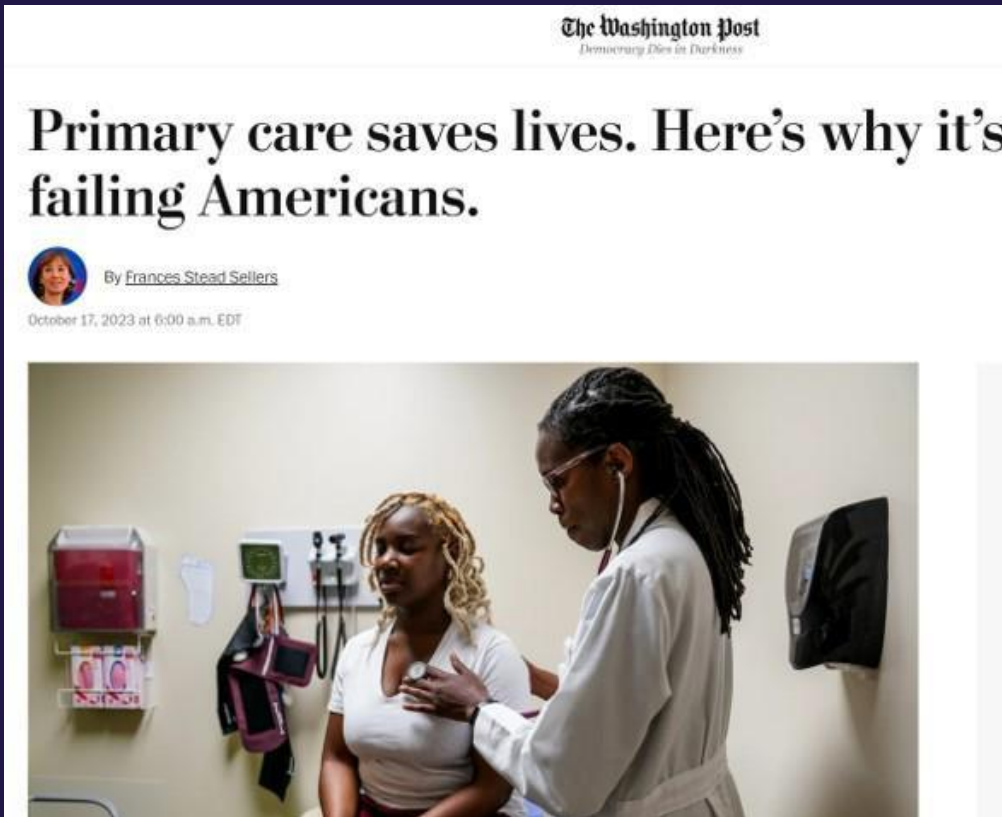 The Washington Post
Democracy Dies in Darkness
Primary care saves lives. Here's why it's
failing Americans.
By Frances Stead Sellers
October 17, 2023 at 6:00 a.m. EDT